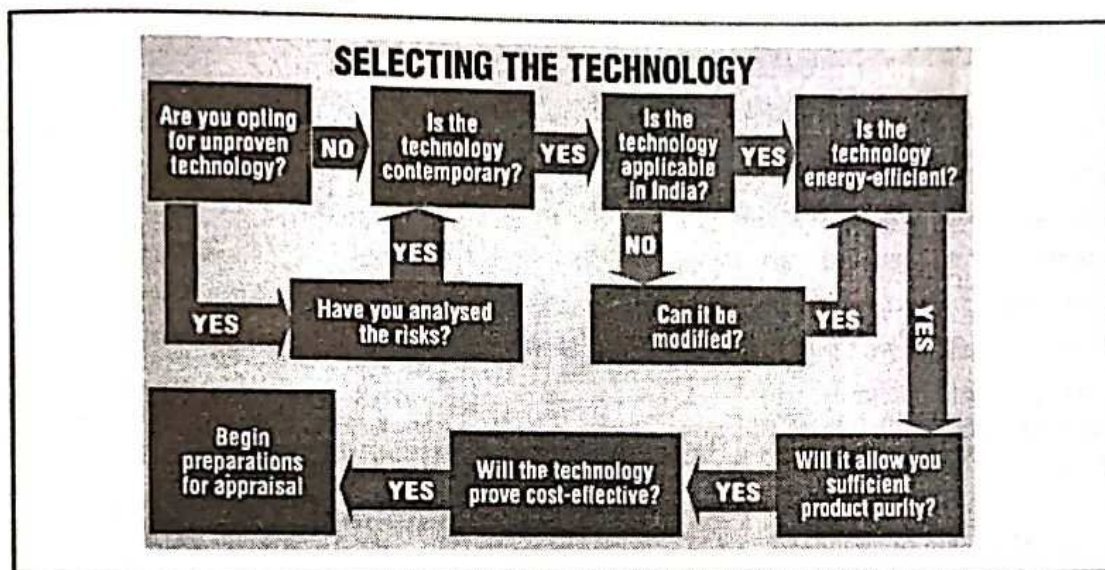 SELECTING THE TECHNOLOGY
Are you opting
for unproven
technology?
NO
Is the
technology
contemporary?
YES
Is the
technology
applicable
in India?
YES
Is the
technology
energy-efficient?
YES
NO
YES
Have you analysed
the risks?
Can it be
modified?
YES
YES
Begin
preparations
for appraisal
YES
Will the technology
prove cost-effective?
YES
Will it allow you
sufficient
product purity?